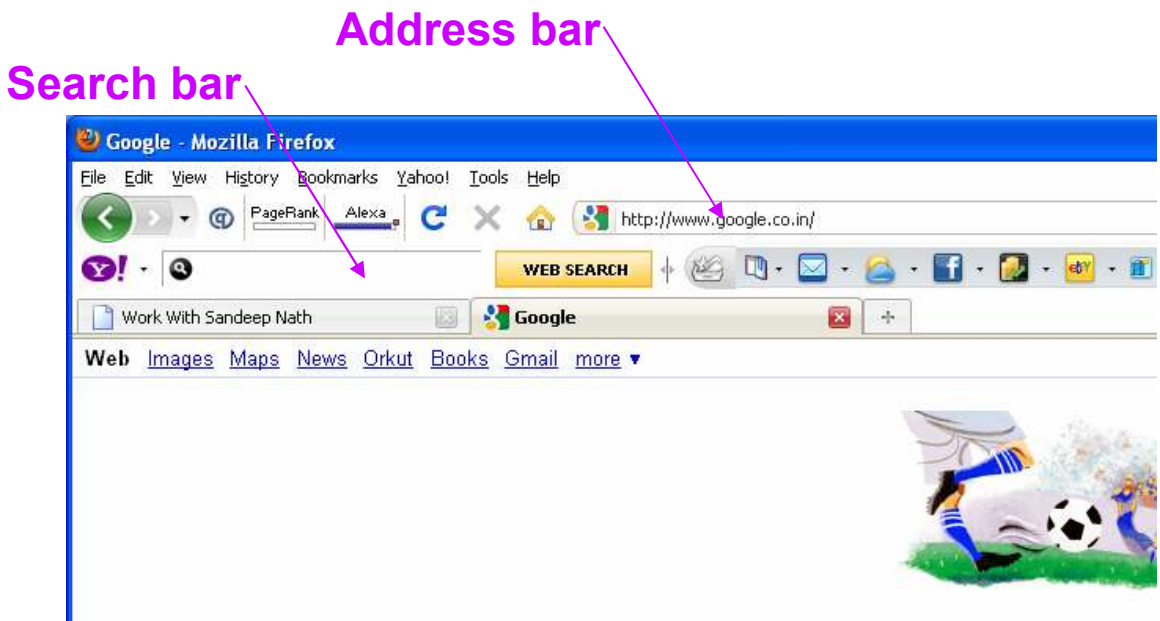 Address bar
Search bar
Google - Mozilla Firefox
File Edit View History Bookmarks Yahoo! Tools Help
@ PageRank Alexa http://www.google.co.in/
Y! WEB SEARCH f ebY
Work With Sandeep Nath Google
Web Images Maps News Orkut Books Gmail more ▼